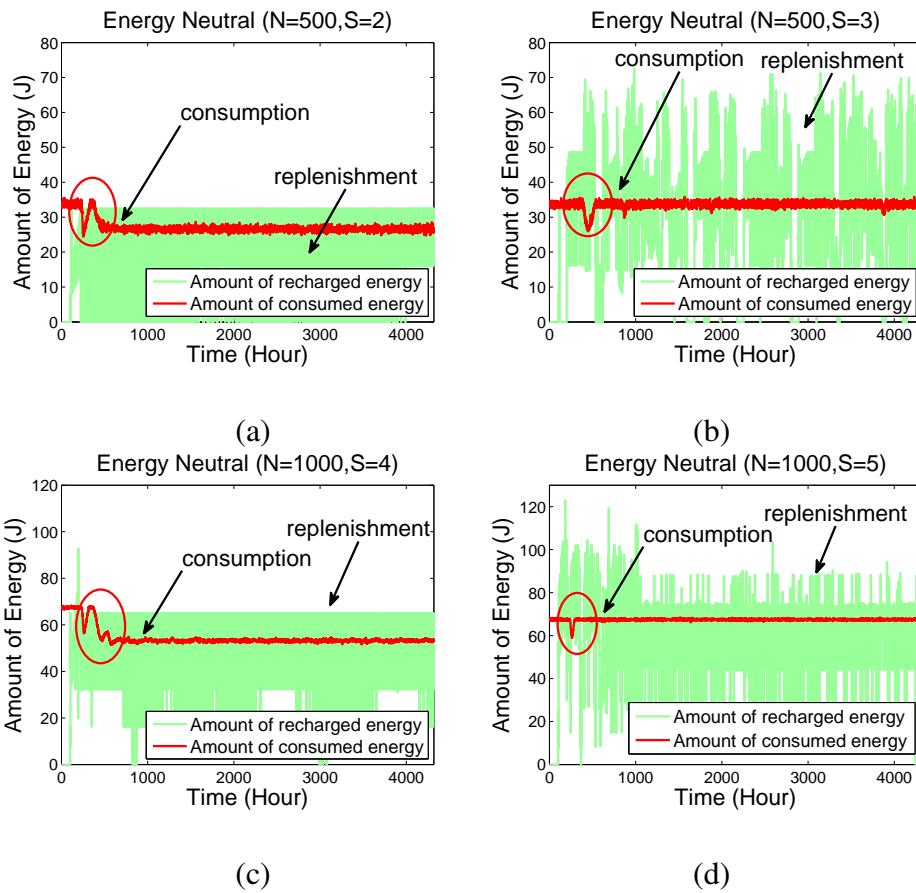 Energy Neutral (N=500,S=2)
80
70
60
50
40
30
20
10
0
Amount of Energy (J)
consumption
replenishment
Amount of recharged energy
Amount of consumed energy
0 1000 2000 3000 4000
Time (Hour)
(a)
Energy Neutral (N=500,S=3)
80
70
60
50
40
30
20
10
0
Amount of Energy (J)
consumption
replenishment
Amount of recharged energy
Amount of consumed energy
0 1000 2000 3000 4000
Time (Hour)
(b)
Energy Neutral (N=1000,S=4)
120
100
80
60
40
20
0
Amount of Energy (J)
replenishment
consumption
Amount of recharged energy
Amount of consumed energy
0 1000 2000 3000 4000
Time (Hour)
(c)
Energy Neutral (N=1000,S=5)
120
100
80
60
40
20
0
Amount of Energy (J)
replenishment
consumption
Amount of recharged energy
Amount of consumed energy
0 1000 2000 3000 4000
Time (Hour)
(d)